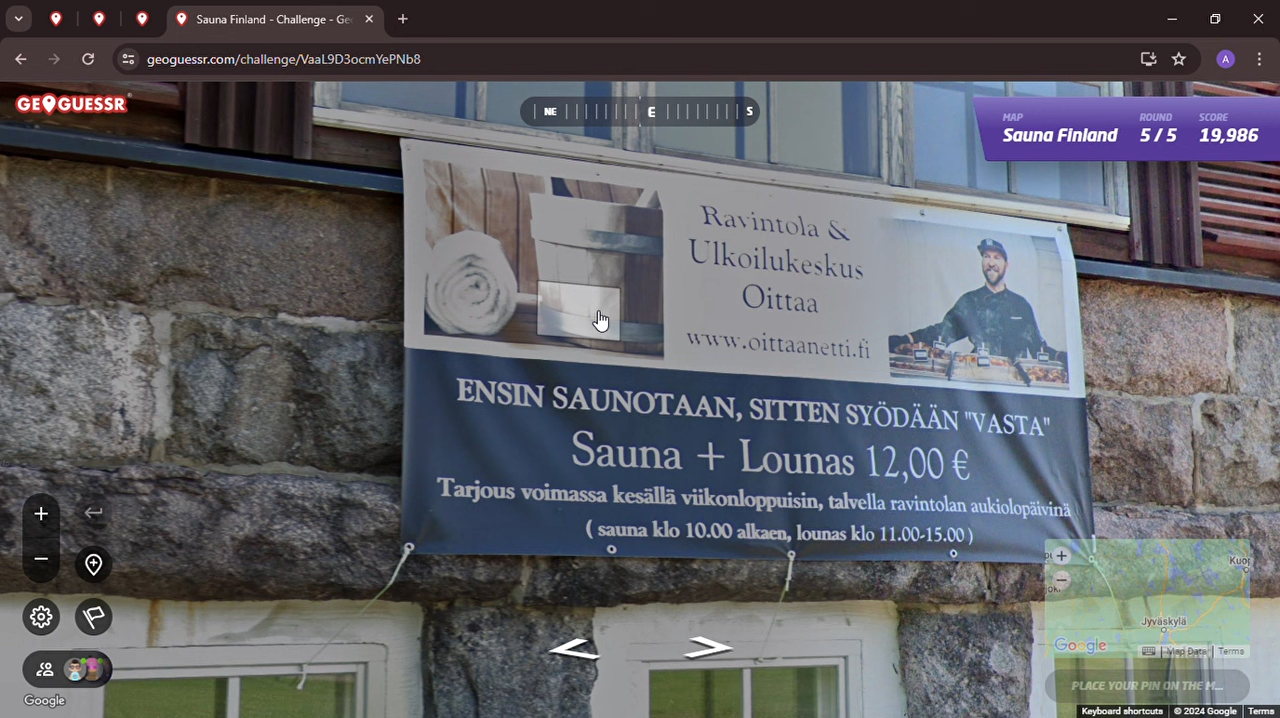 Sauna Finland - Challenge - Ge
geoguessr.com/challenge/VaaL9D3ocmYePNb8
A
GEOGUESSR
NE
E
S
MAP
ROUND
SCORE
Sauna Finland
5 / 5
19,986
Ravintola &
Ulkoilukeskus
Oittaa
www.oittaanetti.fi
ENSIN SAUNOTAAN, SITTEN SYÖDÄÄN "VASTA"
Sauna + Lounas 12,00 €
Tarjous voimassa kesällä viikonloppuisin, talvella ravintolan aukiolopäivinä
( sauna klo 10.00 alkaen, lounas klo 11.00-15.00 )
Jyväskylä
Google
Map Data
Terms
PLACE YOUR PIN ON THE M...
Google
Keyboard shortcuts
© 2024 Google
Terms